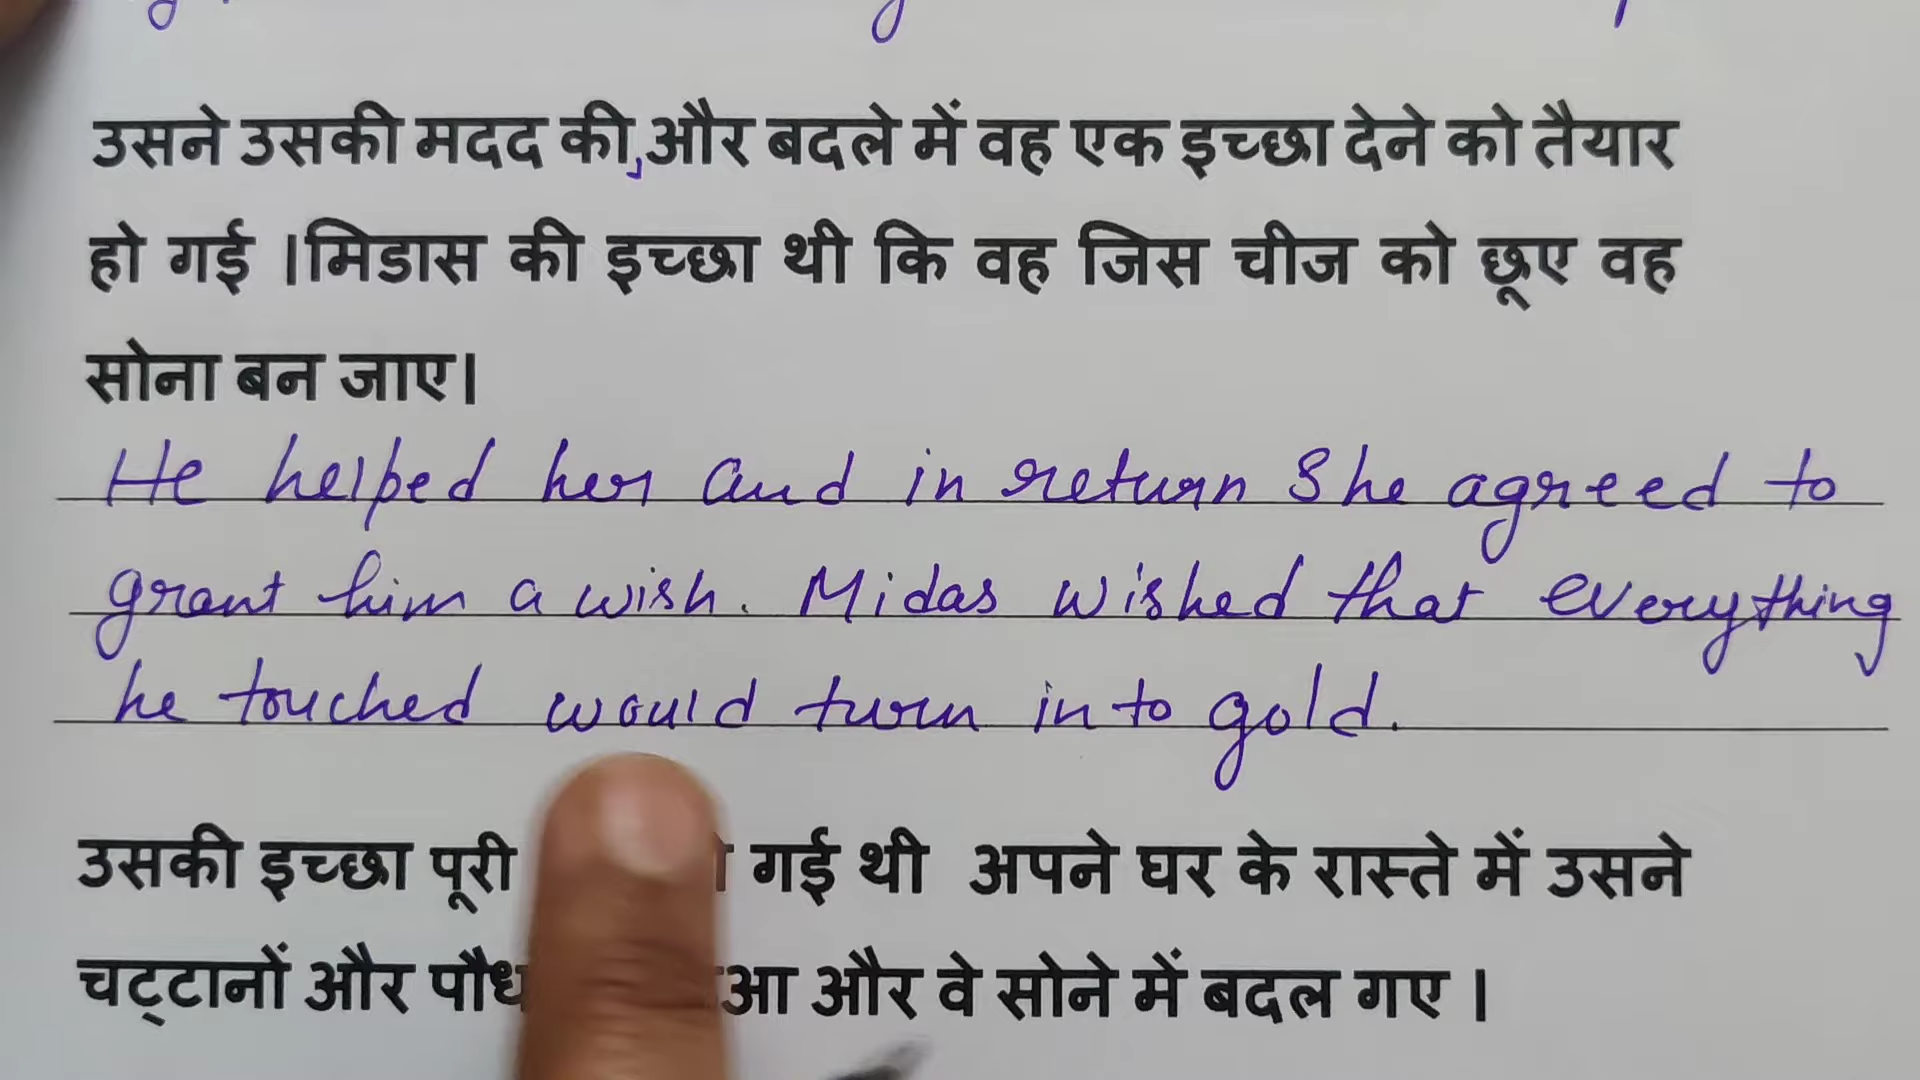 उसने उसकी मदद की,और बदले में वह एक इच्छा देने को तैयार
हो गई ।मिडास की इच्छा थी कि वह जिस चीज को छूए वह
सोना बन जाए।
He helped her and in return She agreed to
grant him a wish. Midas wished that everything
he touched would turn into gold.
उसकी इच्छा पूरी गई थी अपने घर के रास्ते में उसने
चट्टानों और और वे सोने में बदल गए ।